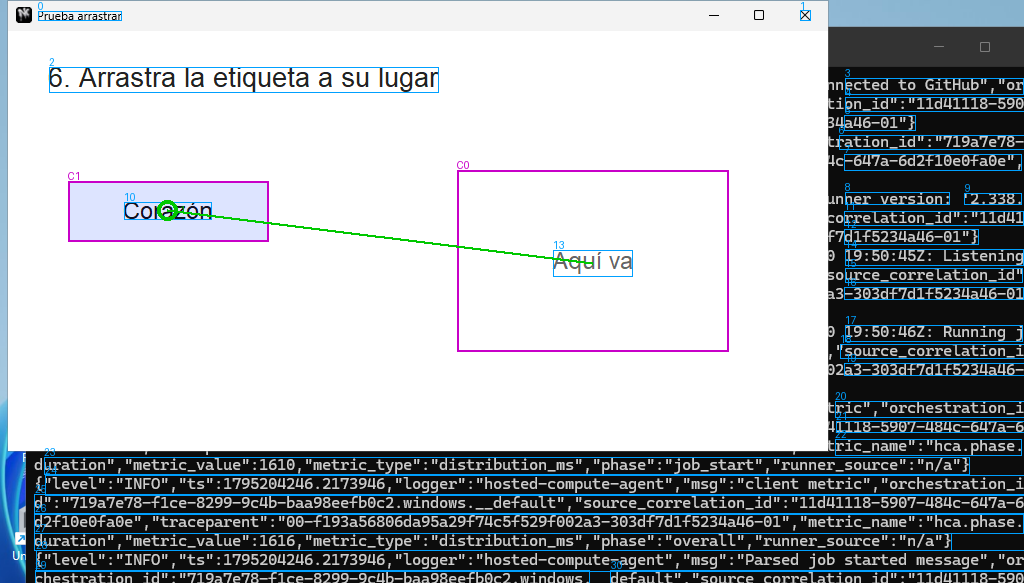 Prueba arrastrar
6. Arrastra la etiqueta a su lugar
C1
Corazón
C0
Aquí va
nnected to GitHub","or
tion_id":"11d41118-590
34a46-01"}
tration_id":"719a7e78-
4c-647a-6d2f10e0fa0e",
unner version: '2.338.
correlation_id":"11d41
f7d1f5234a46-01"}
0 19:50:45Z: Listening
source_correlation_id"
a3-303df7d1f5234a46-01
0 19:50:46Z: Running j
,"source_correlation_i
02a3-303df7d1f5234a46-
tric","orchestration_i
41118-5907-484c-647a-6
etric_name":"hca.phase.
duration","metric_value":1610,"metric_type":"distribution_ms","phase":"job_start","runner_source":"n/a"}
{"level":"INFO","ts":1795204246.2173946,"logger":"hosted-compute-agent","msg":"client metric","orchestration_i
d":"719a7e78-f1ce-8299-9c4b-baa98eefb0c2.windows.__default","source_correlation_id":"11d41118-5907-484c-647a-6
d2f10e0fa0e","traceparent":"00-f193a56806da95a29f74c5f529f002a3-303df7d1f5234a46-01","metric_name":"hca.phase.
duration","metric_value":1616,"metric_type":"distribution_ms","phase":"overall","runner_source":"n/a"}
{"level":"INFO","ts":1795204246.2173946,"logger":"hosted-compute-agent","msg":"Parsed job started message","or
chestration_id":"719a7e78-f1ce-8299-9c4b-baa98eefb0c2.windows.__default","source_correlation_id":"11d41118-590